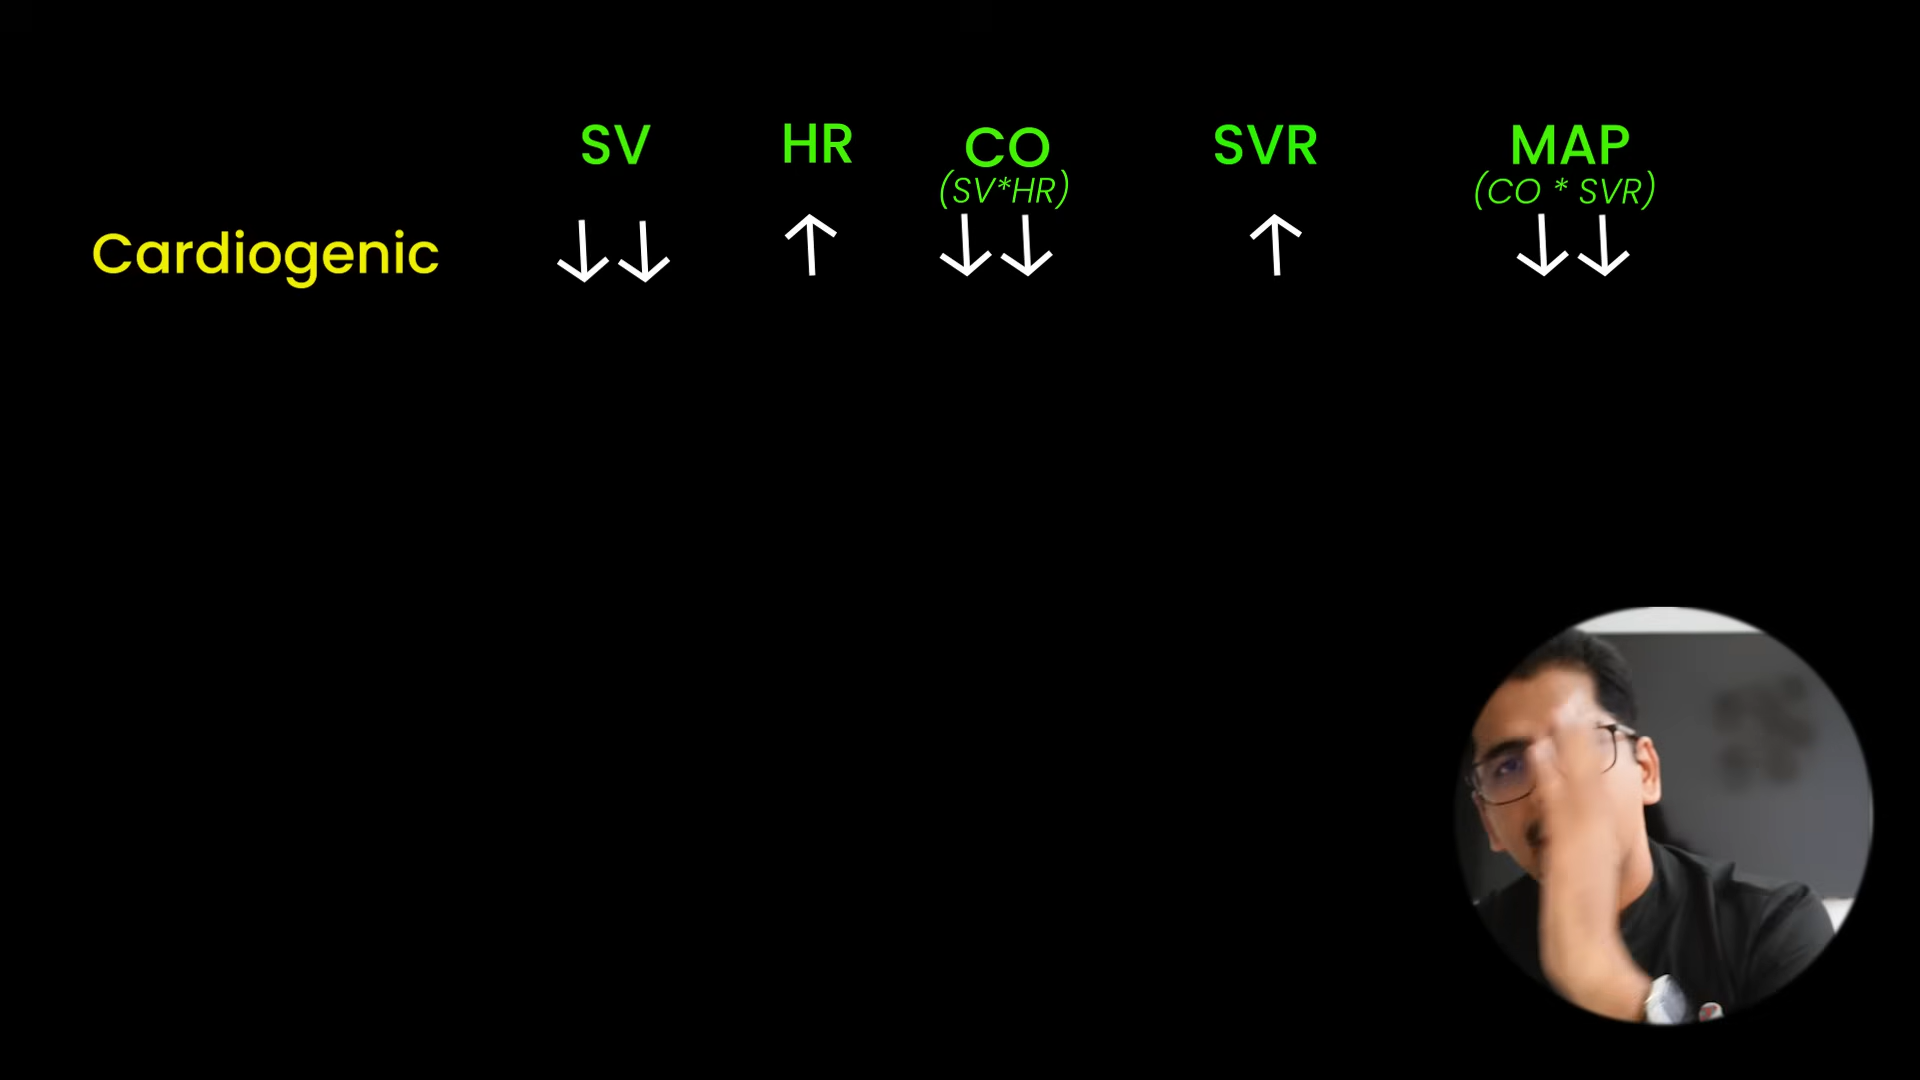 SV HR CO SVR MAP
(SV*HR) (CO * SVR)
Cardiogenic ↓↓ ↑ ↓↓ ↑ ↓↓